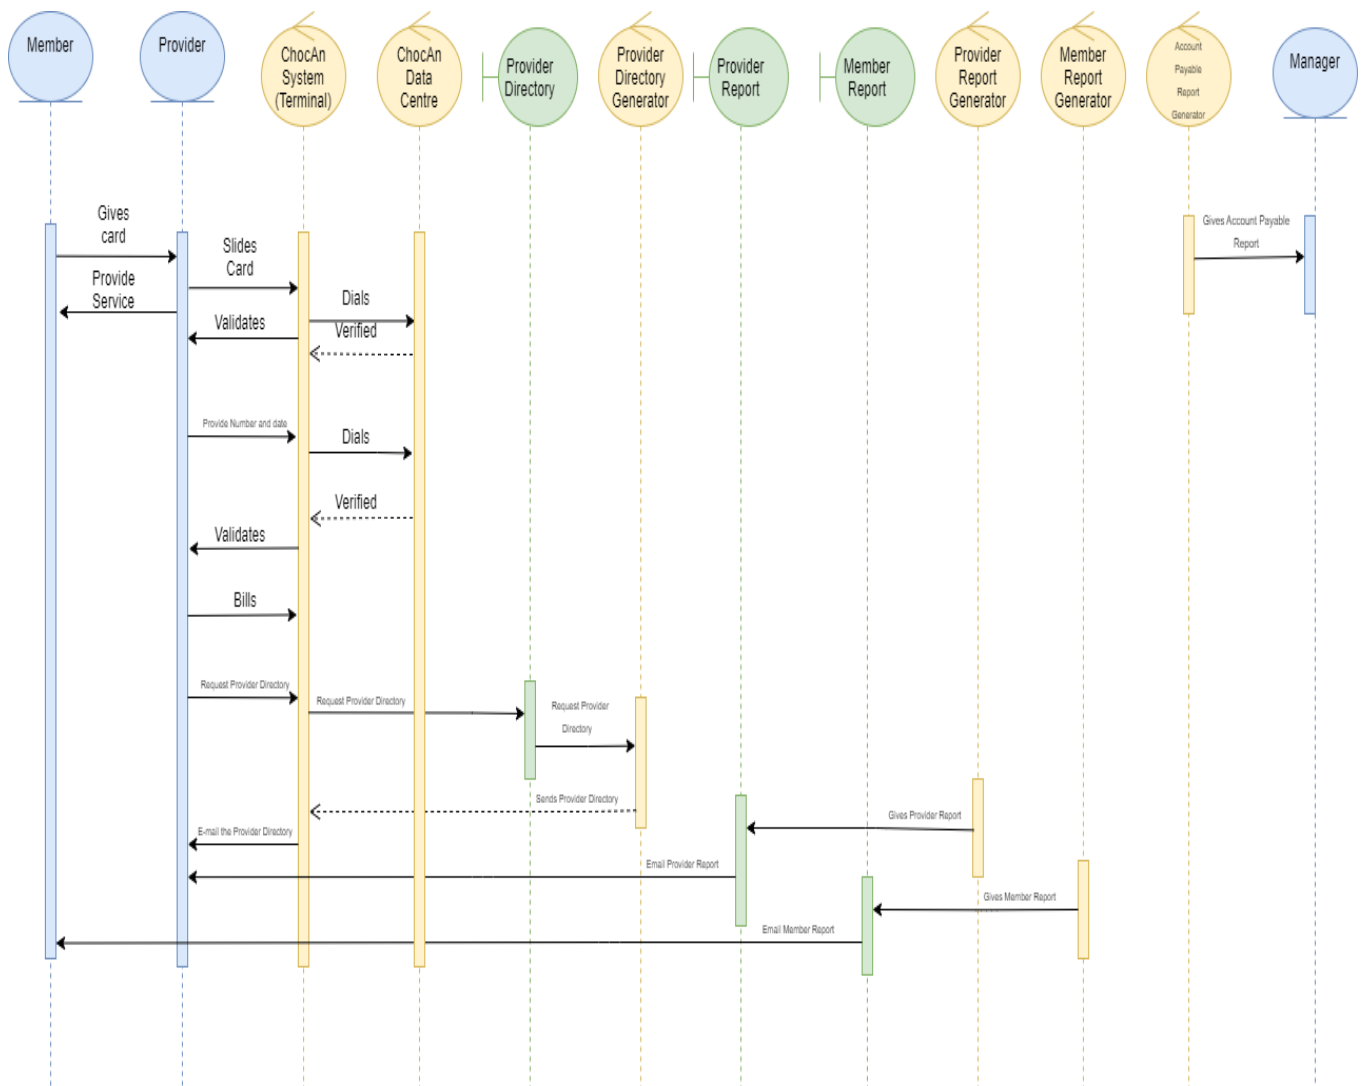 Member
Provider
ChocAn
System
(Terminal)
ChocAn
Data
Centre
Provider
Directory
Provider
Directory
Generator
Provider
Report
Member
Report
Provider
Report
Generator
Member
Report
Generator
Account
Payable
Report
Generator
Manager
Gives
card
Gives Account Payable
Report
Slides
Card
Provide
Service
Dials
Validates
Verified
Provide Number and date
Dials
Verified
Validates
Bills
Request Provider Directory
Request Provider Directory
Request Provider
Directory
Sends Provider Directory
Gives Provider Report
E-mail the Provider Directory
Email Provider Report
Gives Member Report
Email Member Report